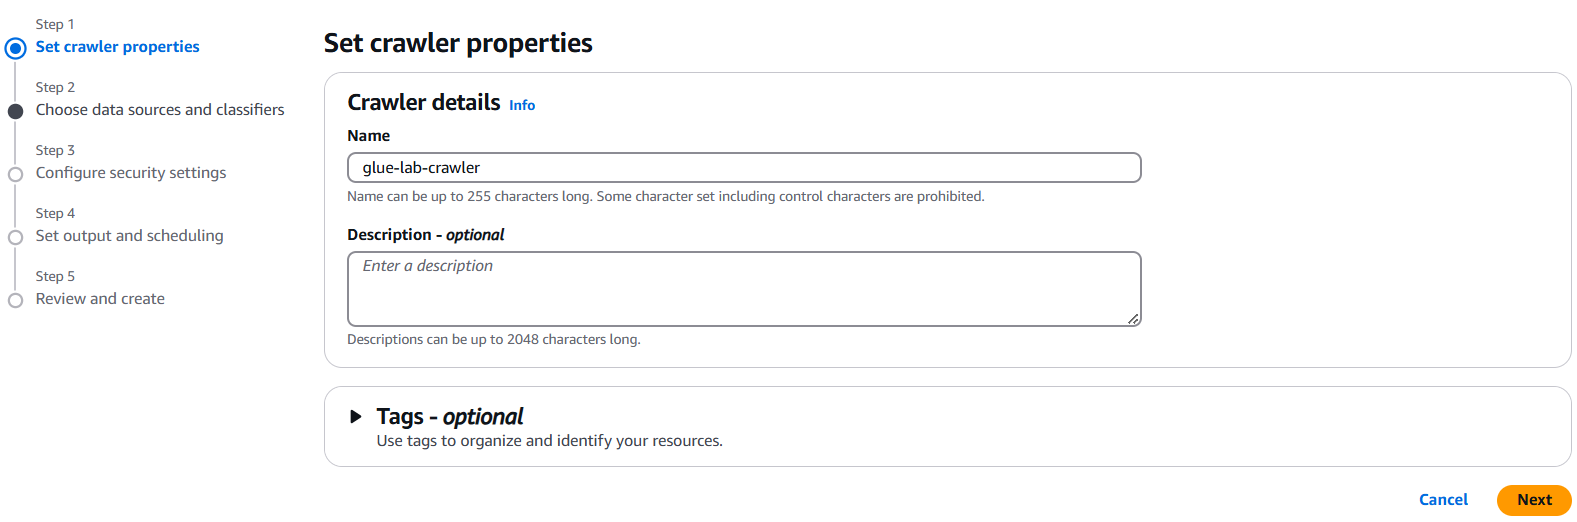 Step 1
Set crawler properties
Step 2
Choose data sources and classifiers
Step 3
Configure security settings
Step 4
Set output and scheduling
Step 5
Review and create
Set crawler properties
Crawler details Info
Name
glue-lab-crawler
Name can be up to 255 characters long. Some character set including control characters are prohibited.
Description - optional
Enter a description
Descriptions can be up to 2048 characters long.
Tags - optional
Use tags to organize and identify your resources.
Cancel Next